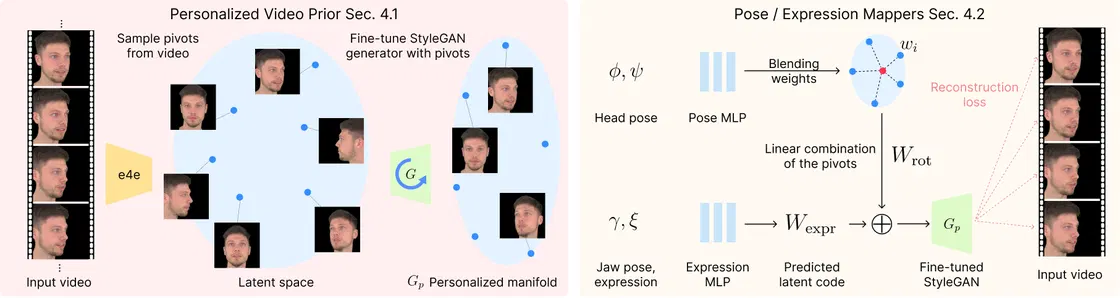 Personalized Video Prior Sec. 4.1
Sample pivots
from video
Fine-tune StyleGAN
generator with pivots
e4e
G
Input video
Latent space
G_p Personalized manifold
Pose / Expression Mappers Sec. 4.2
ϕ, ψ
Head pose
Pose MLP
Blending
weights
w_i
Reconstruction
loss
Linear combination
of the pivots
W_rot
γ, ξ
W_expr
G_p
Jaw pose,
expression
Expression
MLP
Predicted
latent code
Fine-tuned
StyleGAN
Input video